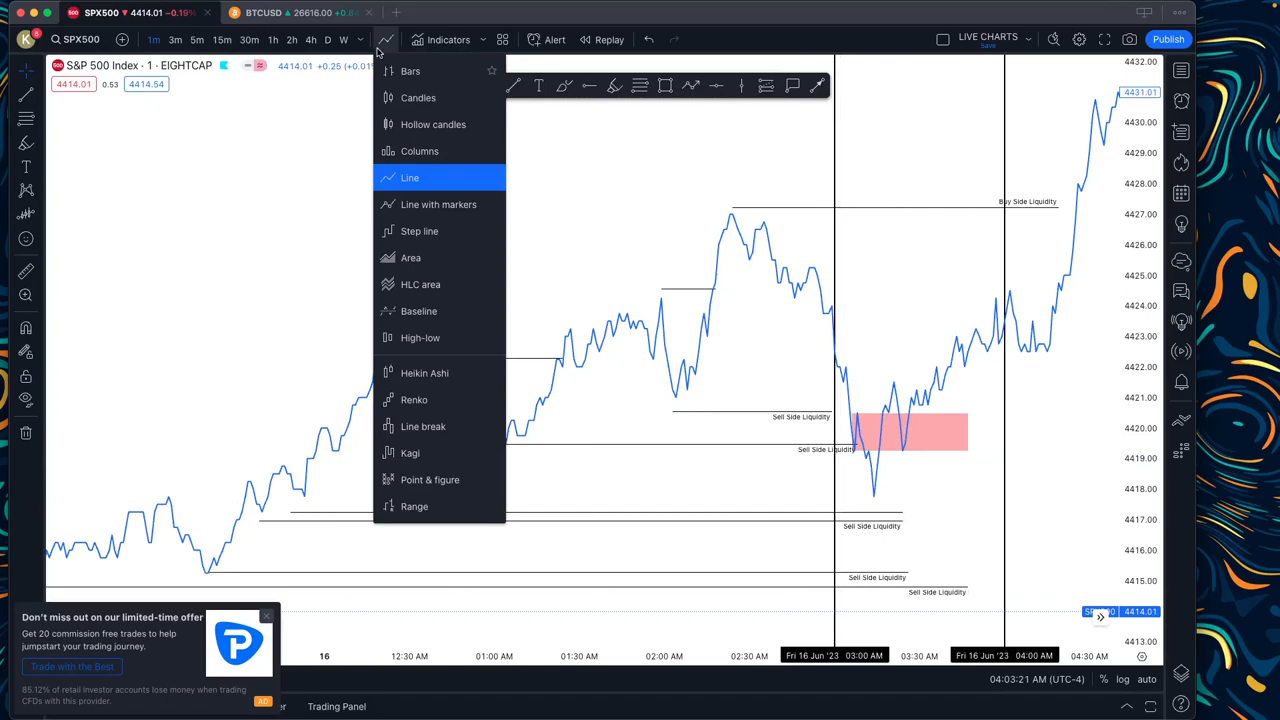 500 SPX500 ▼ 4414.01 −0.19%
BTCUSD ▲ 26616.00
K 6 SPX500 1m 3m 5m 15m 30m 1h 2h 4h D W Indicators Alert Replay LIVE CHARTS Save Publish
500 S&P 500 Index · 1 · EIGHTCAP 4414.01 +0.25 (+0.01%
4414.01 0.53 4414.54
Bars
Candles
Hollow candles
Columns
Line
Line with markers
Step line
Area
HLC area
Baseline
High-low
Heikin Ashi
Renko
Line break
Kagi
Point & figure
Range
Buy Side Liquidity
Sell Side Liquidity
Sell Side Liquidity
Sell Side Liquidity
Sell Side Liquidity
Sell Side Liquidity
4432.00
4431.01
4430.00
4429.00
4428.00
4427.00
4426.00
4425.00
4424.00
4423.00
4422.00
4421.00
4420.00
4419.00
4418.00
4417.00
4416.00
4415.00
4414.01
4413.00
Don't miss out on our limited-time offer
Get 20 commission free trades to help
jumpstart your trading journey.
Trade with the Best
85.12% of retail investor accounts lose money when trading
CFDs with this provider.
AD
16 12:30 AM 01:00 AM 01:30 AM 02:00 AM 02:30 AM Fri 16 Jun '23 03:00 AM 03:30 AM Fri 16 Jun '23 04:00 AM 04:30 AM
04:03:21 AM (UTC-4) % log auto
Trading Panel